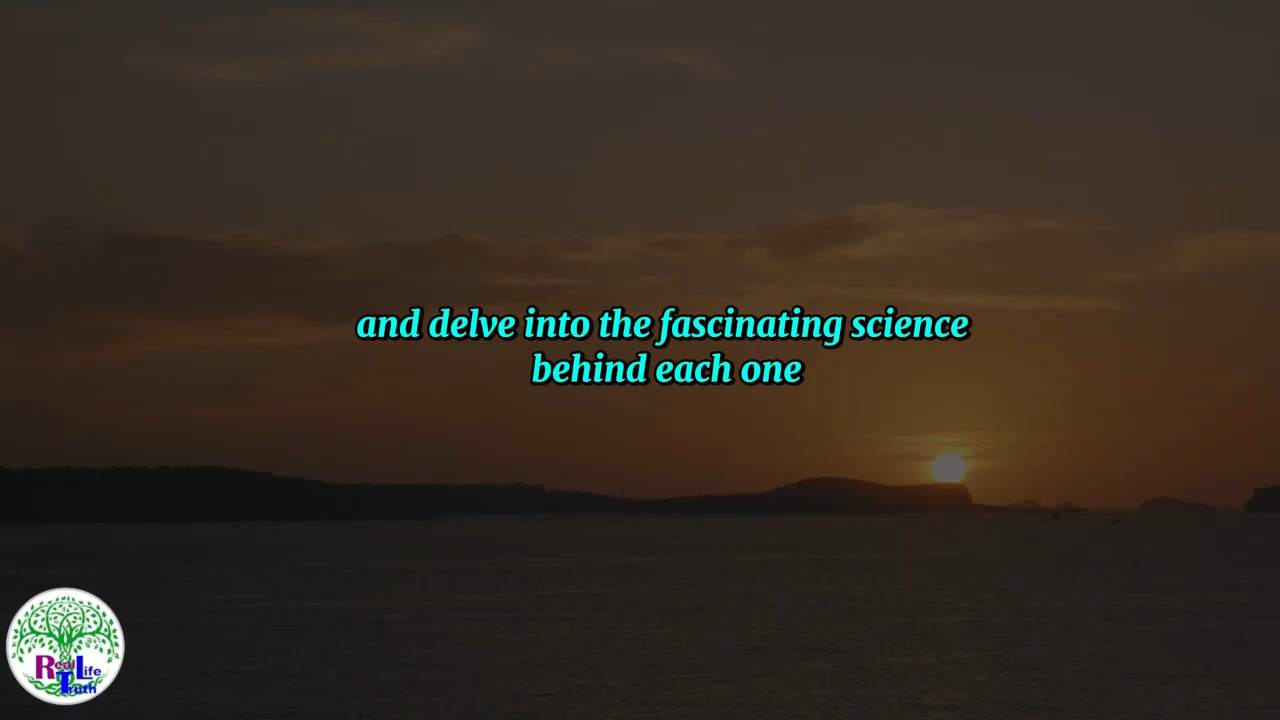 and delve into the fascinating science
behind each one
Real Life
Truth